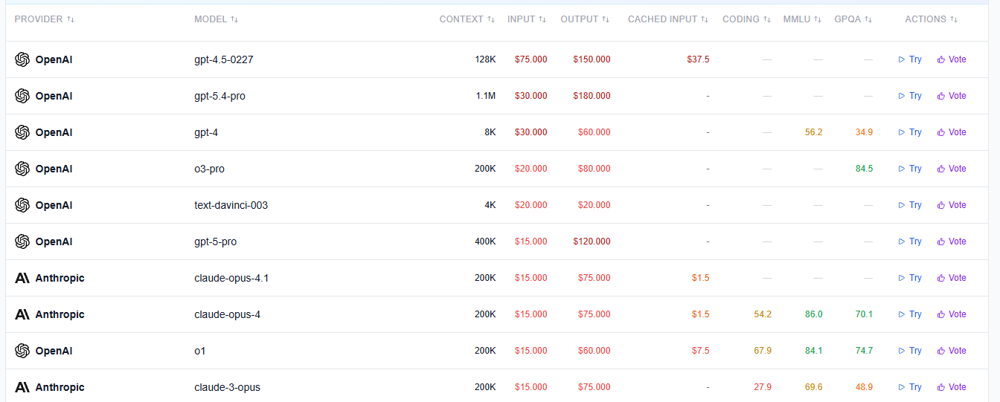 PROVIDER ↑↓ MODEL ↑↓ CONTEXT ↑↓ INPUT ↑↓ OUTPUT ↑↓ CACHED INPUT ↑↓ CODING ↑↓ MMLU ↑↓ GPQA ↑↓ ACTIONS ↑↓
OpenAI gpt-4.5-0227 128K $75.000 $150.000 $37.5 — — — Try Vote
OpenAI gpt-5.4-pro 1.1M $30.000 $180.000 - — — — Try Vote
OpenAI gpt-4 8K $30.000 $60.000 - — 56.2 34.9 Try Vote
OpenAI o3-pro 200K $20.000 $80.000 - — — 84.5 Try Vote
OpenAI text-davinci-003 4K $20.000 $20.000 - — — — Try Vote
OpenAI gpt-5-pro 400K $15.000 $120.000 - — — — Try Vote
Anthropic claude-opus-4.1 200K $15.000 $75.000 $1.5 — — — Try Vote
Anthropic claude-opus-4 200K $15.000 $75.000 $1.5 54.2 86.0 70.1 Try Vote
OpenAI o1 200K $15.000 $60.000 $7.5 67.9 84.1 74.7 Try Vote
Anthropic claude-3-opus 200K $15.000 $75.000 - 27.9 69.6 48.9 Try Vote